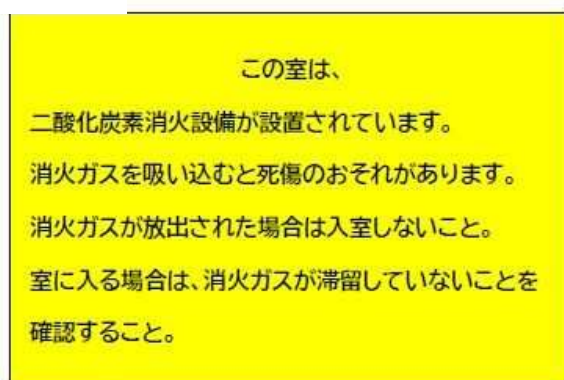 この室は、
二酸化炭素消火設備が設置されています。
消火ガスを吸い込むと死傷のおそれがあります。
消火ガスが放出された場合は入室しないこと。
室に入る場合は、消火ガスが滞留していないことを
確認すること。